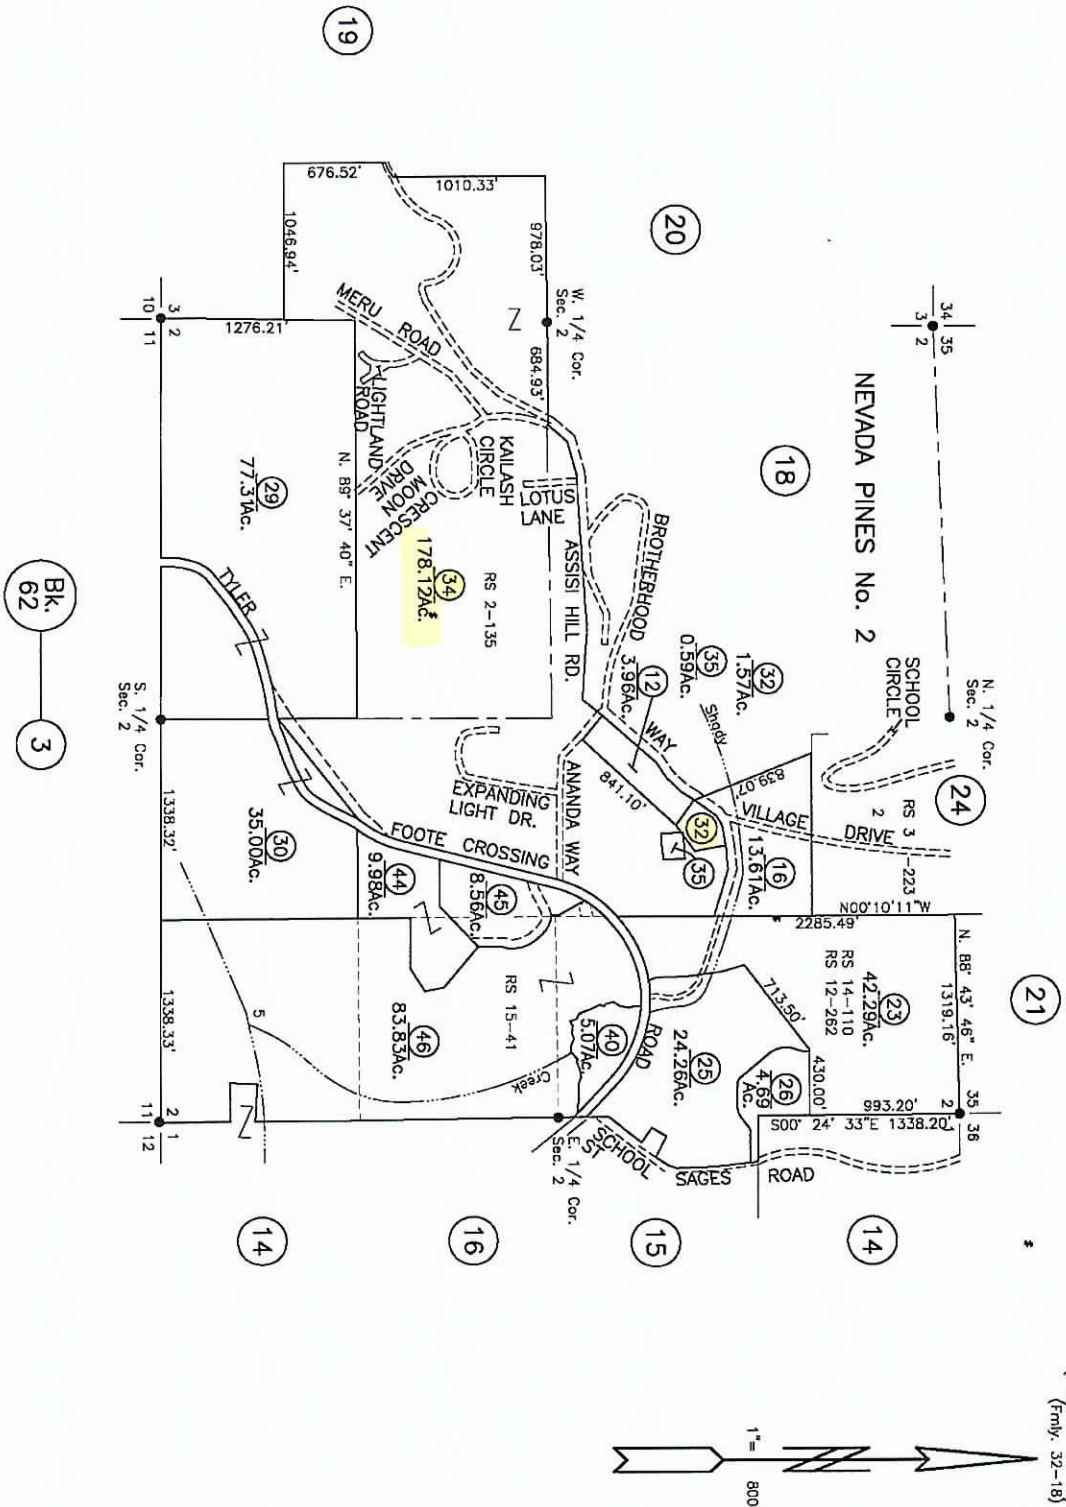 (Fmly. 32-18)
1"= 800
21
24
18
20
19
14
15
16
14
Bk.
62
3
NEVADA PINES No. 2
34 35
3 2
N. 1/4 Cor.
Sec. 2
35 36
2
W. 1/4 Cor.
Sec. 2
E. 1/4 Cor.
Sec. 2
S. 1/4 Cor.
Sec. 2
3 2
10 11
2 1
11 12
SCHOOL
CIRCLE
RS 3 -223
2
N00°10'11"W
2285.49'
N. 88° 43' 46" E.
1319.16'
VILLAGE DRIVE
23
42.29Ac.
RS 14-110
RS 12-262
993.20'
S00° 24' 33"E 1338.20'
430.00'
713.50'
26
4.69
Ac.
16
13.61Ac.
839.07'
32
1.57Ac.
35
0.59Ac.
12
3.96Ac.
Shady
Creek
32
35
25
24.26Ac.
841.10'
BROTHERHOOD WAY
ASSISI HILL RD.
LOTUS
LANE
978.03'
684.93'
1010.33'
676.52'
1046.94'
1276.21'
MERU ROAD
LIGHTLAND
ROAD
KAILASH
CIRCLE
CRESCENT
MOON
DRIVE
RS 2-135
34
178.12Ac.
N. 89° 37' 40" E.
29
77.31Ac.
ANANDA WAY
EXPANDING
LIGHT DR.
TYLER FOOTE CROSSING ROAD
40
5.07Ac.
SCHOOL
ST
SAGES ROAD
45
8.56Ac.
44
9.98Ac.
RS 15-41
46
83.83Ac.
30
35.00Ac.
5
1338.32'
1338.33'